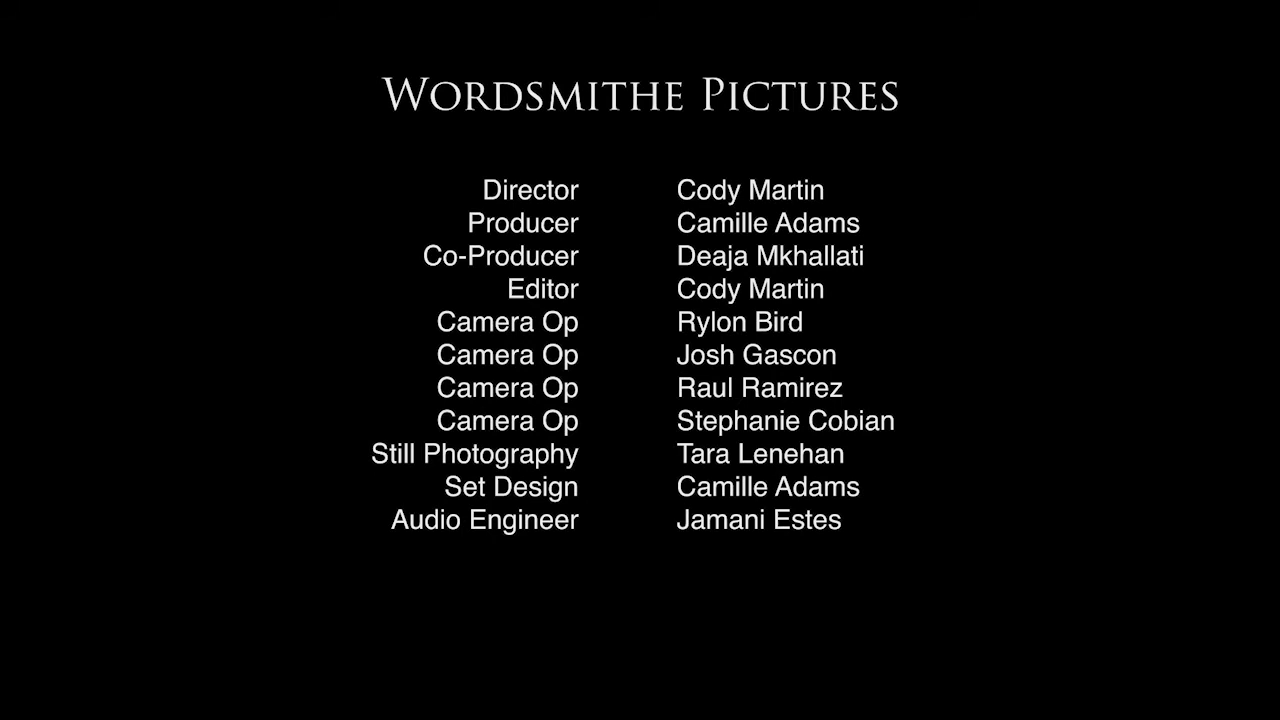 WORDSMITHE PICTURES
Director Cody Martin
Producer Camille Adams
Co-Producer Deaja Mkhallati
Editor Cody Martin
Camera Op Rylon Bird
Camera Op Josh Gascon
Camera Op Raul Ramirez
Camera Op Stephanie Cobian
Still Photography Tara Lenehan
Set Design Camille Adams
Audio Engineer Jamani Estes